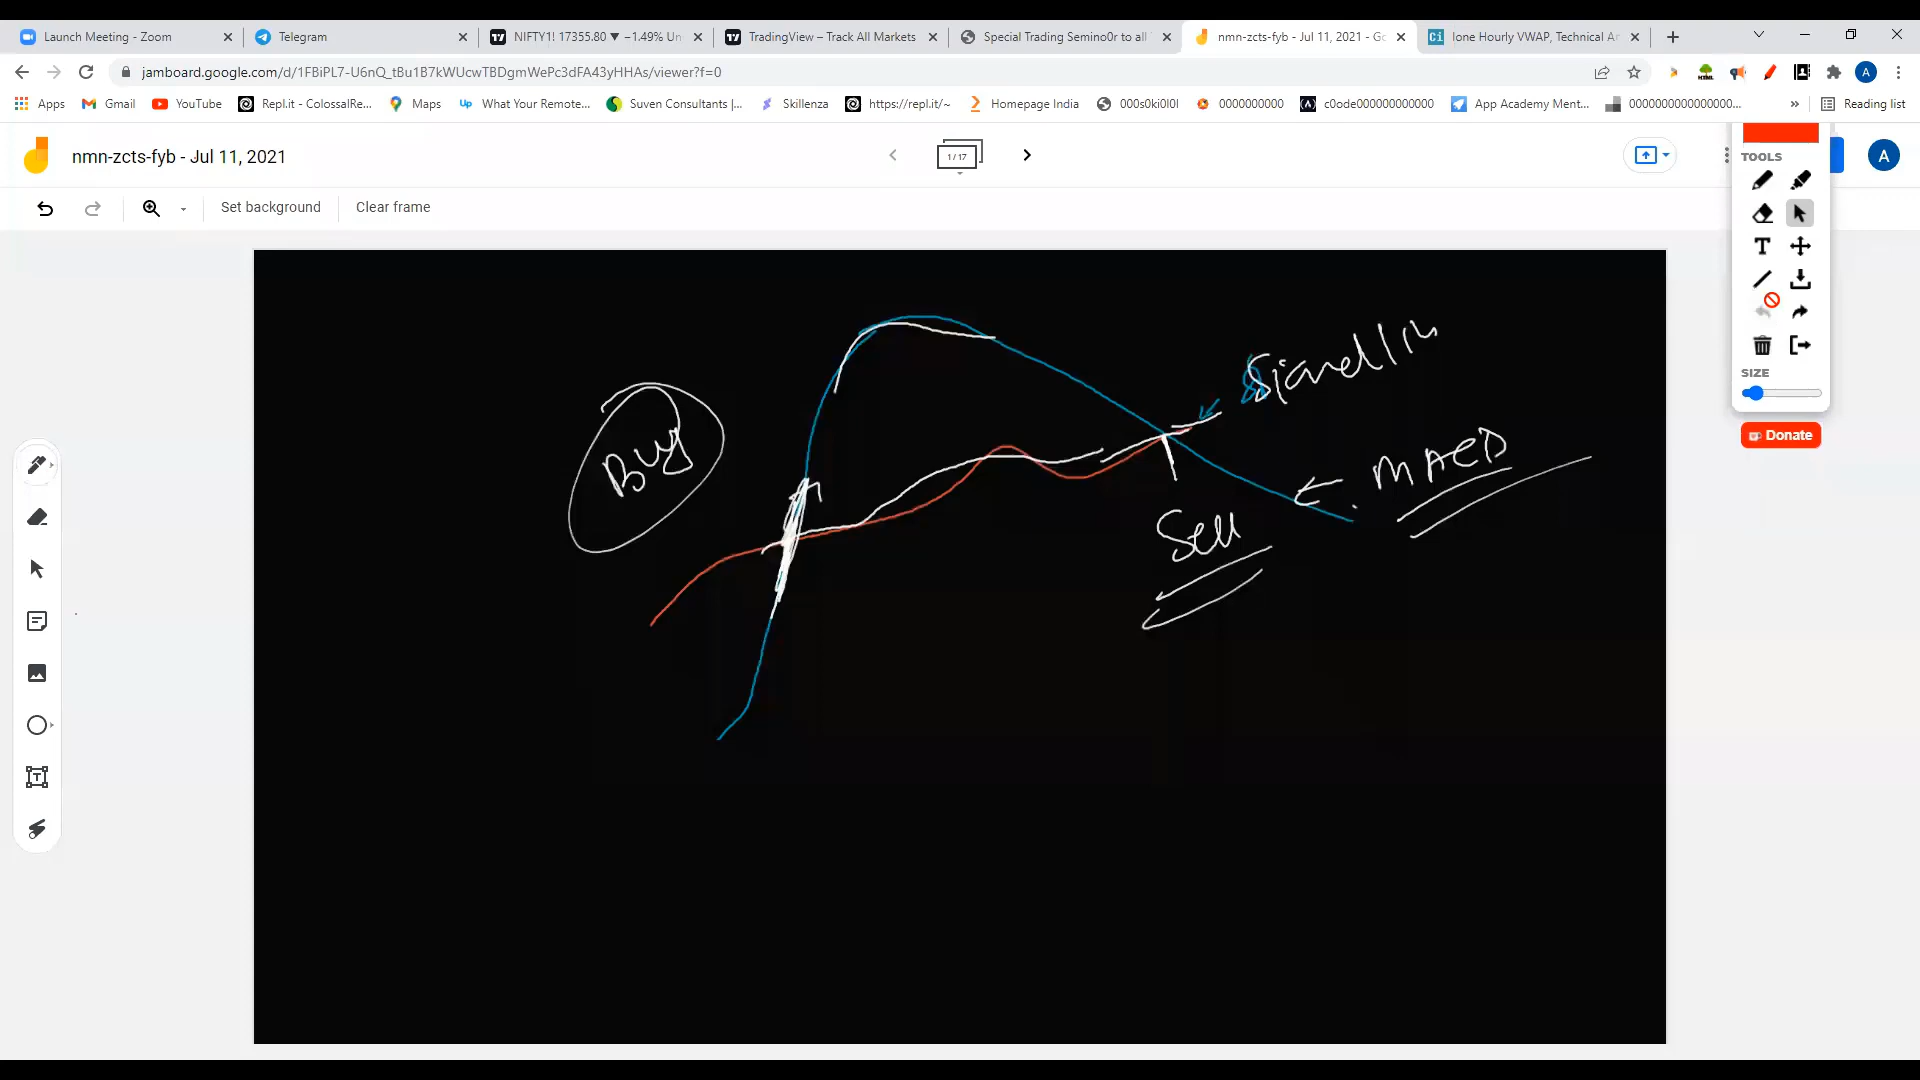 Launch Meeting - Zoom
Telegram
NIFTY1! 17355.80 ▼ −1.49% Un
TradingView – Track All Markets
Special Trading Semino0r to all
nmn-zcts-fyb - Jul 11, 2021 - Go
lone Hourly VWAP, Technical An
jamboard.google.com/d/1FBiPL7-U6nQ_tBu1B7kWUcwTBDgmWePc3dFA43yHHAs/viewer?f=0
A
Apps
Gmail
YouTube
Repl.it - ColossalRe...
Maps
Up What Your Remote...
Suven Consultants |...
Skillenza
https://repl.it/~
Homepage India
000s0ki0l0l
0000000000
c0ode000000000000
App Academy Ment...
0000000000000000...
»
Reading list
nmn-zcts-fyb - Jul 11, 2021
1 / 17
A
TOOLS
Set background
Clear frame
T
SIZE
Donate
Buy
MACD
Sell